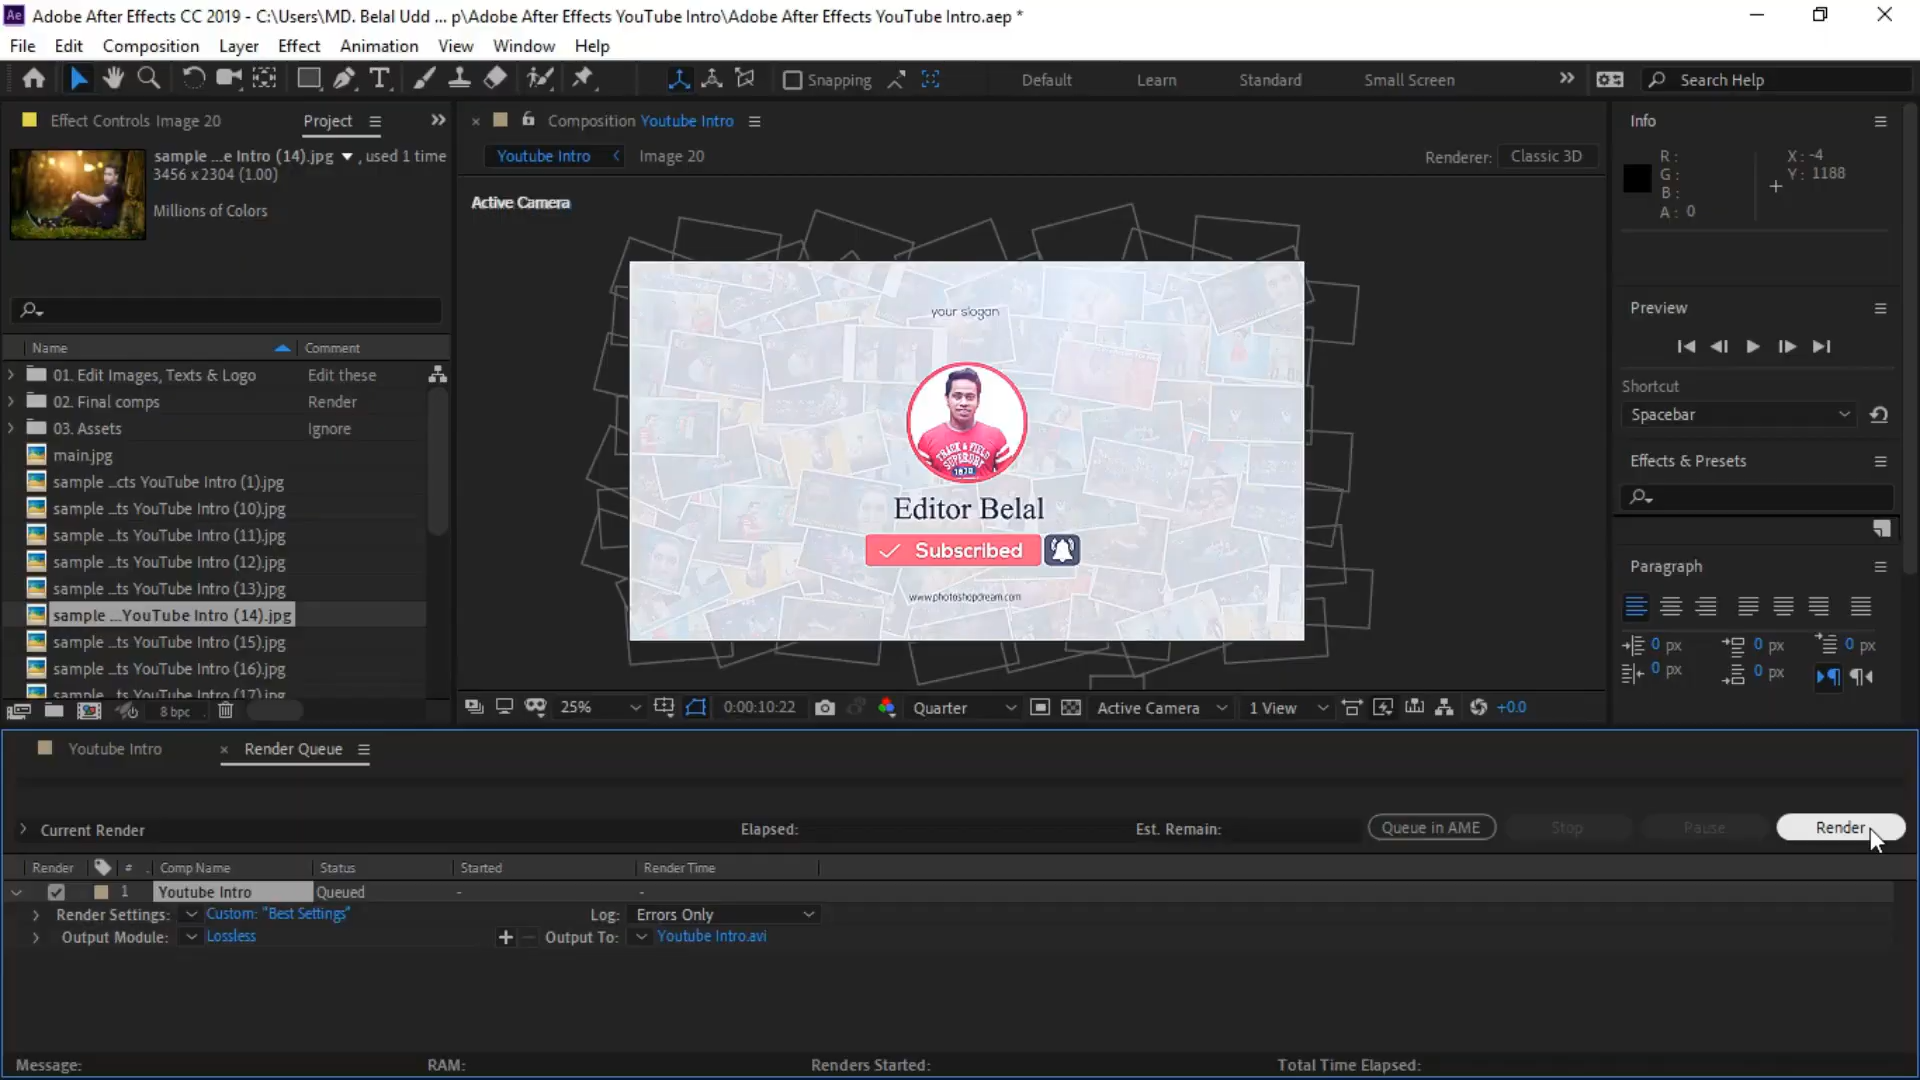 Ae Adobe After Effects CC 2019 - C:\Users\MD. Belal Udd ... p\Adobe After Effects YouTube Intro\Adobe After Effects YouTube Intro.aep *
File Edit Composition Layer Effect Animation View Window Help
Snapping Default Learn Standard Small Screen Search Help
Effect Controls Image 20 Project
Composition Youtube Intro
Info
sample ...e Intro (14).jpg , used 1 time
3456 x 2304 (1.00)
Millions of Colors
Youtube Intro Image 20 Renderer: Classic 3D
R:
G:
B:
A: 0
X: -4
Y: 1188
Active Camera
your slogan
TRACK & FIELD
SUPERDRY
Editor Belal
Subscribed
www.photoshopdream.com
Name Comment
01. Edit Images, Texts & Logo Edit these
02. Final comps Render
03. Assets Ignore
main.jpg
sample ...cts YouTube Intro (1).jpg
sample ...ts YouTube Intro (10).jpg
sample ...ts YouTube Intro (11).jpg
sample ...ts YouTube Intro (12).jpg
sample ...ts YouTube Intro (13).jpg
sample ...YouTube Intro (14).jpg
sample ...ts YouTube Intro (15).jpg
sample ...ts YouTube Intro (16).jpg
sample ...ts YouTube Intro (17).jpg
8 bpc
25% 0:00:10:22 Quarter Active Camera 1 View +0.0
Preview
Shortcut
Spacebar
Effects & Presets
Paragraph
0 px 0 px 0 px
0 px 0 px
Youtube Intro Render Queue
Current Render Elapsed: Est. Remain: Queue in AME Stop Pause Render
Render # . Comp Name Status Started Render Time
1 Youtube Intro Queued - -
Render Settings: Custom: "Best Settings" Log: Errors Only
Output Module: Lossless + Output To: Youtube Intro.avi
Message: RAM: Renders Started: Total Time Elapsed: